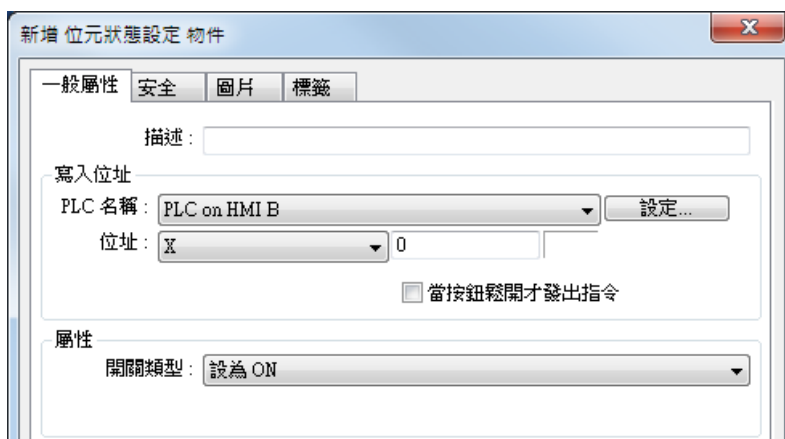 新增 位元狀態設定 物件
一般屬性 安全 圖片 標籤
描述 :
寫入位址
PLC 名稱 : PLC on HMI B 設定...
位址 : X 0
當按鈕鬆開才發出指令
屬性
開關類型 : 設為 ON